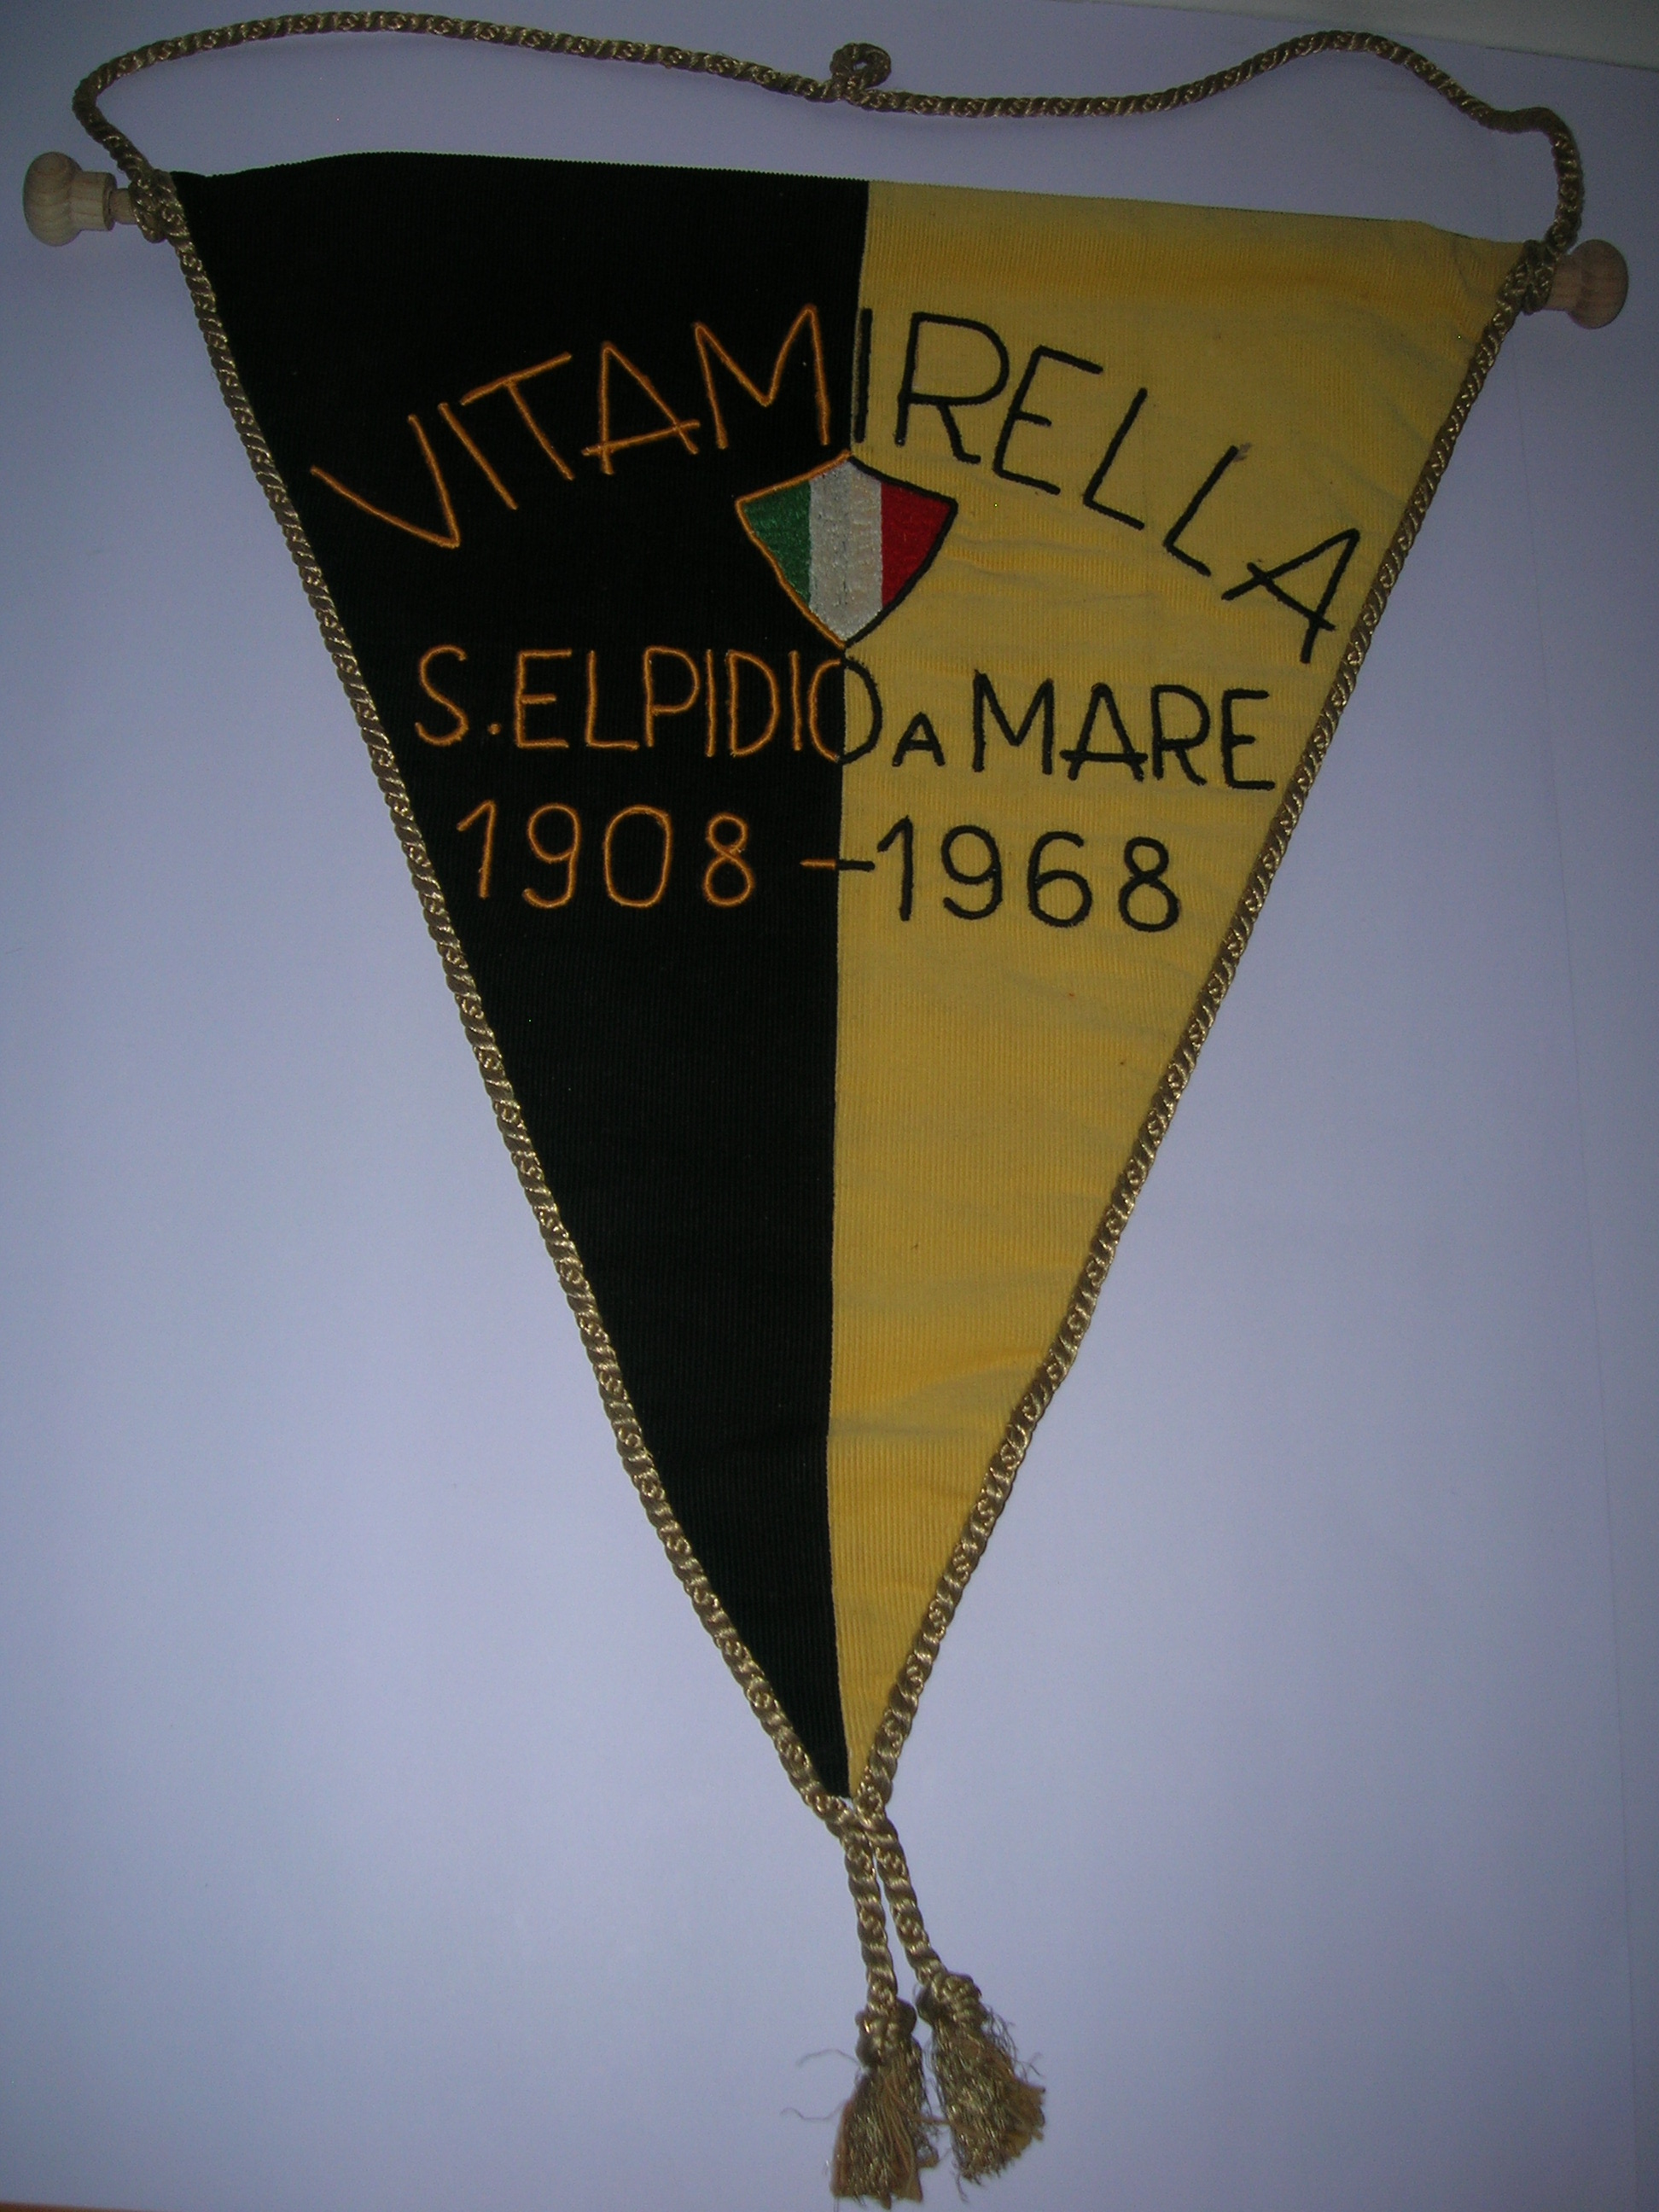 VITAMIRELLA
S.ELPIDIO A MARE
1908-1968